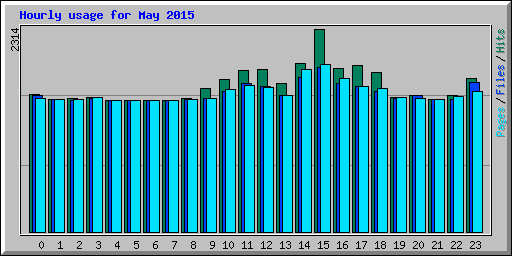 Hourly usage for May 2015
2314
Pages/Files/Hits
0 1 2 3 4 5 6 7 8 9 10 11 12 13 14 15 16 17 18 19 20 21 22 23